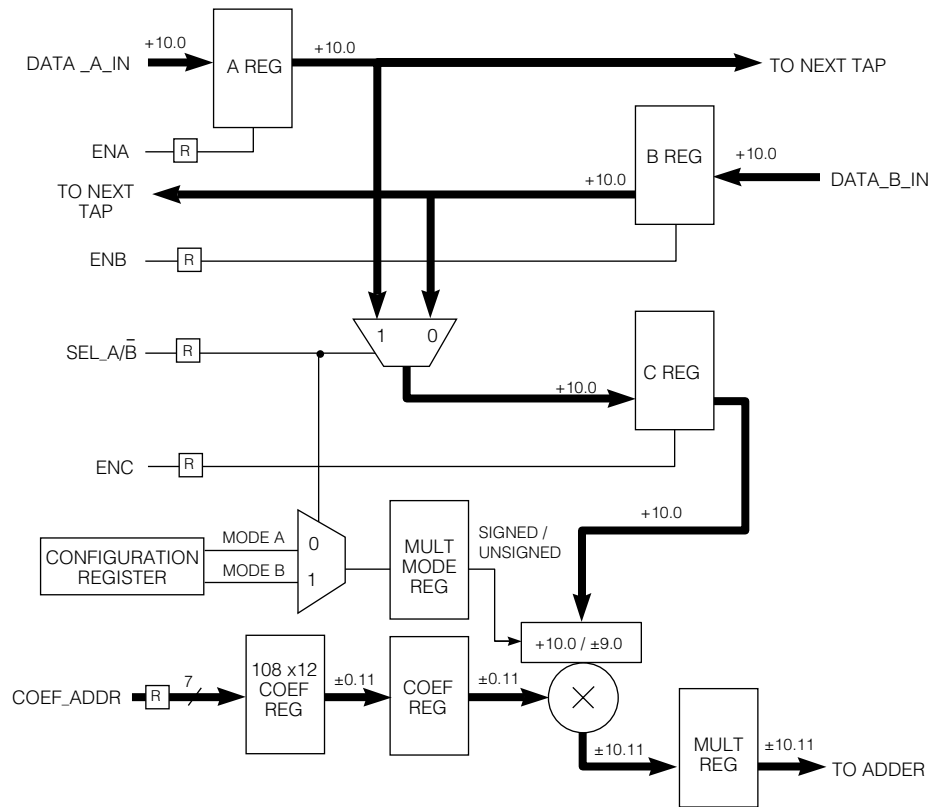 +10.0
+10.0
DATA _A_IN
A REG
TO NEXT TAP
ENA
R
B REG
+10.0
+10.0
DATA_B_IN
TO NEXT
TAP
ENB
R
1
0
SEL_A/B̅
R
C REG
+10.0
ENC
R
+10.0
MODE A
SIGNED /
UNSIGNED
CONFIGURATION
REGISTER
0
MULT
MODE
REG
MODE B
1
+10.0 / ±9.0
108 x12
COEF
REG
COEF
REG
7
±0.11
±0.11
COEF_ADDR
R
×
MULT
REG
±10.11
±10.11
TO ADDER